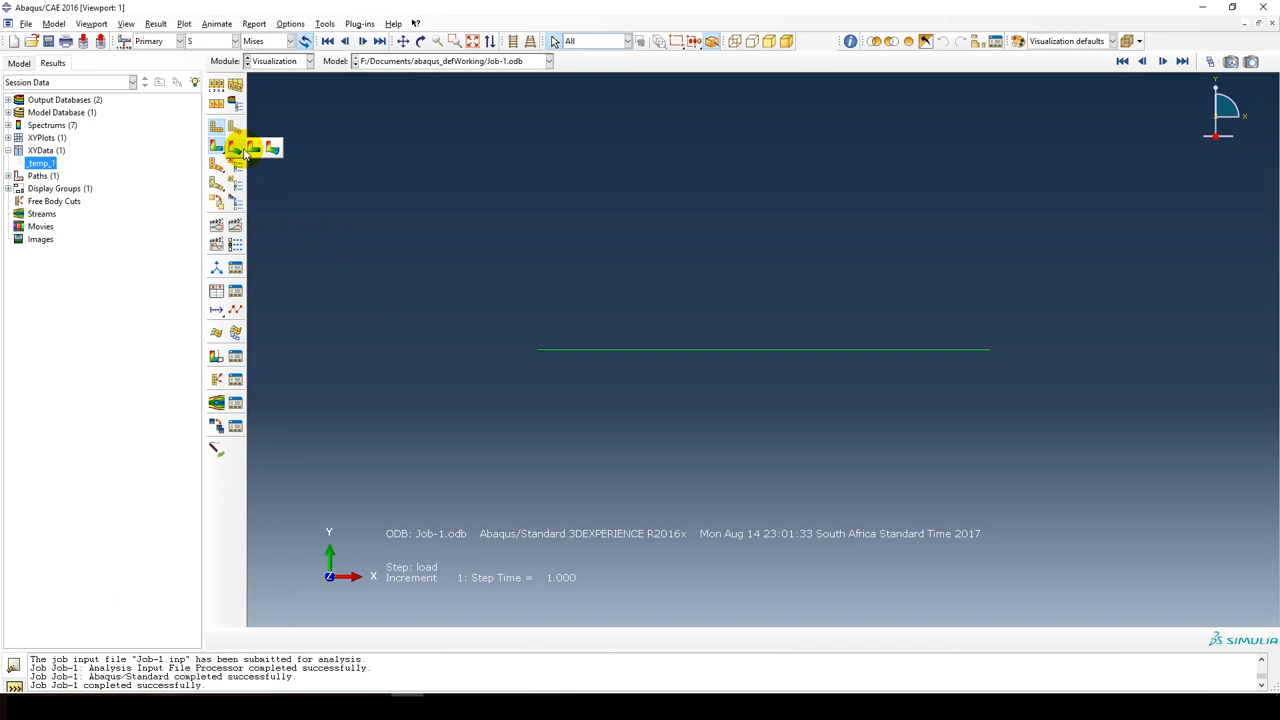 Abaqus/CAE 2016 [Viewport: 1]
File Model Viewport View Result Plot Animate Report Options Tools Plug-ins Help
Primary S Mises All Visualization defaults
Model Results Module: Visualization Model: F:/Documents/abaqus_defWorking/Job-1.odb
Session Data
Output Databases (2)
Model Database (1)
Spectrums (7)
XYPlots (1)
XYData (1)
_temp_1
Paths (1)
Display Groups (1)
Free Body Cuts
Streams
Movies
Images
Y
X
ODB: Job-1.odb Abaqus/Standard 3DEXPERIENCE R2016x Mon Aug 14 23:01:33 South Africa Standard Time 2017
Step: load
Increment 1: Step Time = 1.000
Y
X
Z
SIMULIA
The job input file "Job-1.inp" has been submitted for analysis.
Job Job-1: Analysis Input File Processor completed successfully.
Job Job-1: Abaqus/Standard completed successfully.
Job Job-1 completed successfully.
>>>